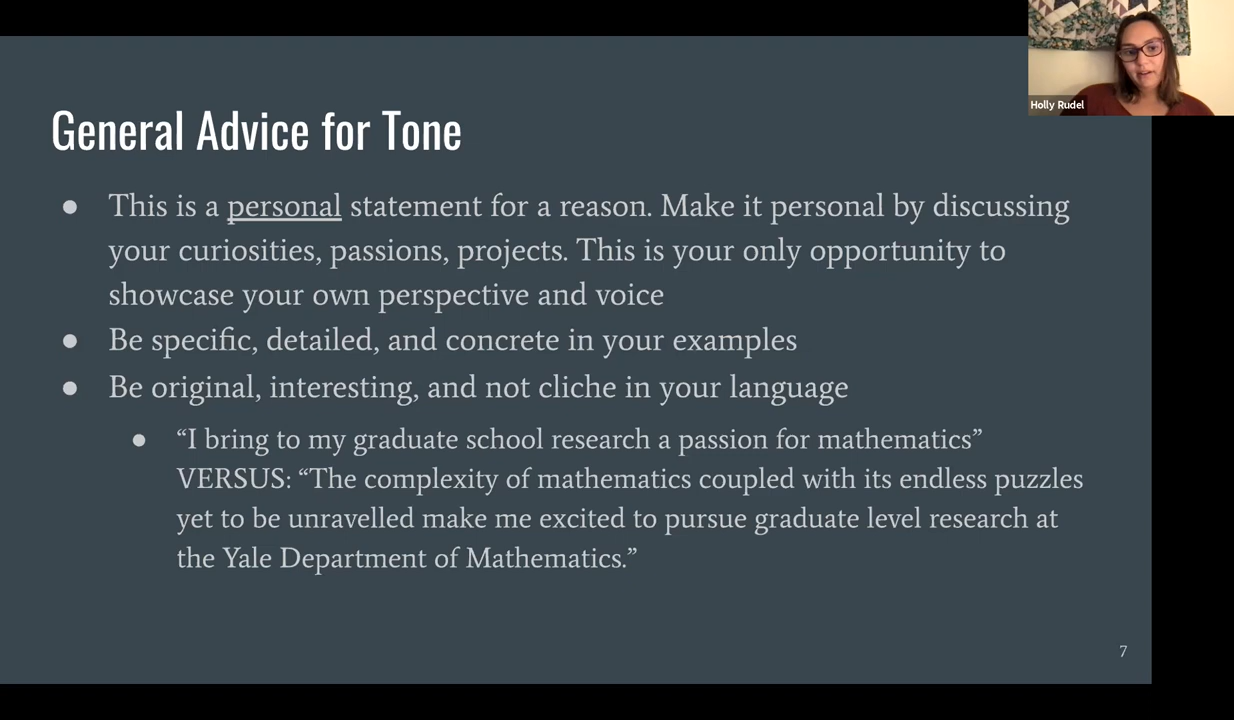 Holly Rudel
General Advice for Tone
● This is a personal statement for a reason. Make it personal by discussing
your curiosities, passions, projects. This is your only opportunity to
showcase your own perspective and voice
● Be specific, detailed, and concrete in your examples
● Be original, interesting, and not cliche in your language
● “I bring to my graduate school research a passion for mathematics”
VERSUS: “The complexity of mathematics coupled with its endless puzzles
yet to be unravelled make me excited to pursue graduate level research at
the Yale Department of Mathematics.”
7